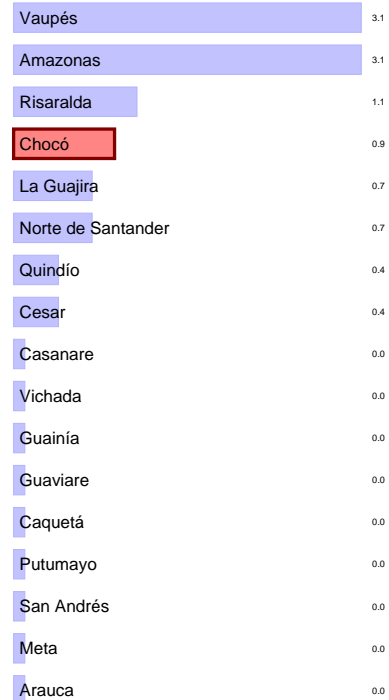 Vaupés 3.1
Amazonas 3.1
Risaralda 1.1
Chocó 0.9
La Guajira 0.7
Norte de Santander 0.7
Quindío 0.4
Cesar 0.4
Casanare 0.0
Vichada 0.0
Guainía 0.0
Guaviare 0.0
Caquetá 0.0
Putumayo 0.0
San Andrés 0.0
Meta 0.0
Arauca 0.0